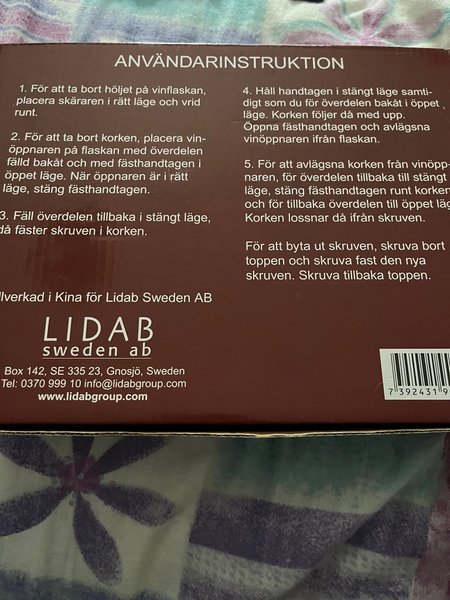 ANVÄNDARINSTRUKTION
1. För att ta bort höljet på vinflaskan,
placera skäraren i rätt läge och vrid
runt.
2. För att ta bort korken, placera vin-
öppnaren på flaskan med överdelen
fälld bakåt och med fästhandtagen i
öppet läge. När öppnaren är i rätt
läge, stäng fästhandtagen.
3. Fäll överdelen tillbaka i stängt läge,
då fäster skruven i korken.
4. Håll handtagen i stängt läge samti-
digt som du för överdelen bakåt i öppet
läge. Korken följer då med upp.
Öppna fästhandtagen och avlägsna
vinöppnaren ifrån flaskan.
5. För att avlägsna korken från vinöpp-
naren, för överdelen tillbaka till stängt
läge, stäng fästhandtagen runt korken
och för tillbaka överdelen till öppet läg
Korken lossnar då ifrån skruven.
För att byta ut skruven, skruva bort
toppen och skruva fast den nya
skruven. Skruva tillbaka toppen.
llverkad i Kina för Lidab Sweden AB
LIDAB
sweden ab
Box 142, SE 335 23, Gnosjö, Sweden
Tel: 0370 999 10 info@lidabgroup.com
www.lidabgroup.com
7 392431 9